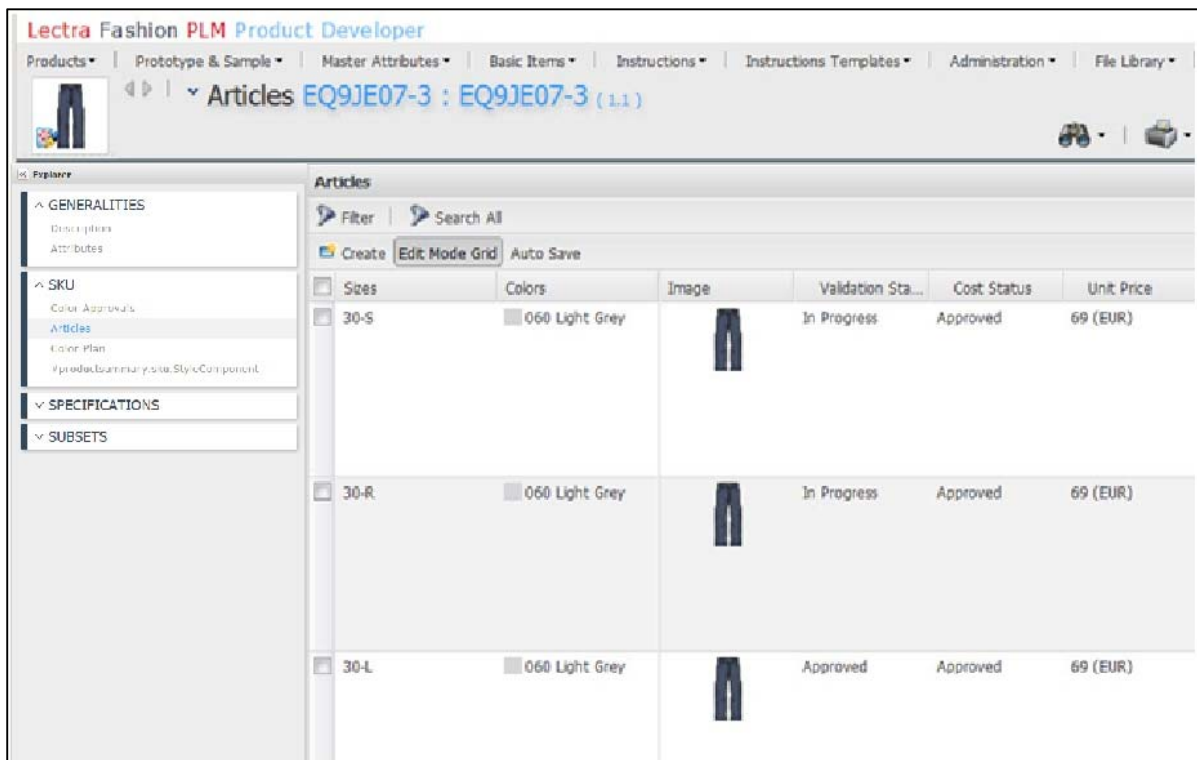 Lectra Fashion PLM Product Developer
Products Prototype & Sample Master Attributes Basic Items Instructions Instructions Templates Administration File Library
Articles EQ9JE07-3 : EQ9JE07-3 (1.1)
Explorer
GENERALITIES
Description
Attributes
SKU
Color Approvals
Articles
Color Plan
#productsummary.sku.StyleComponent
SPECIFICATIONS
SUBSETS
Articles
Filter Search All
Create Edit Mode Grid Auto Save
Sizes Colors Image Validation Sta... Cost Status Unit Price
30-S 060 Light Grey In Progress Approved 69 (EUR)
30-R 060 Light Grey In Progress Approved 69 (EUR)
30-L 060 Light Grey Approved Approved 69 (EUR)